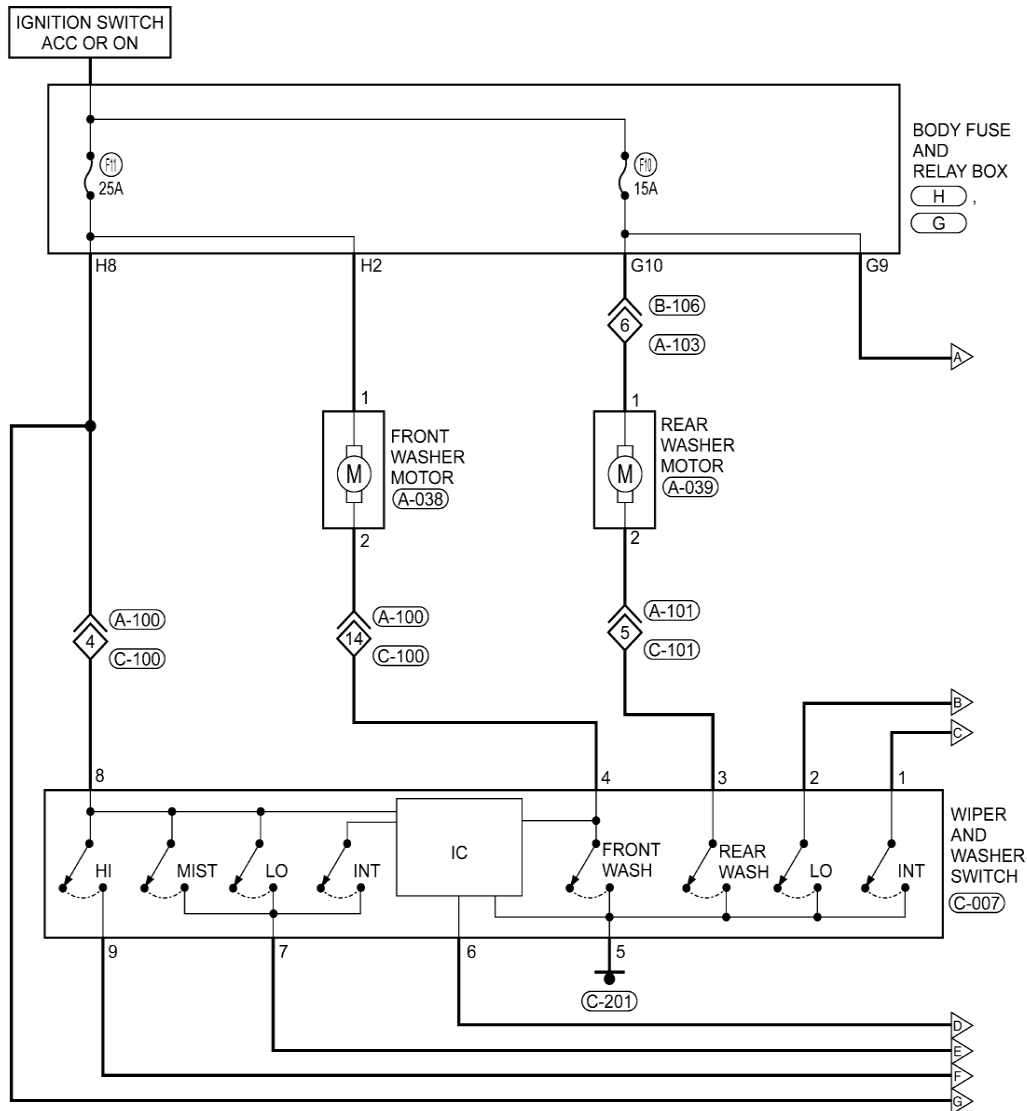 IGNITION SWITCH
ACC OR ON
BODY FUSE
AND
RELAY BOX
H ,
G
F11
25A
F10
15A
H8
H2
G10
G9
B-106
6
A-103
A
1
M
FRONT
WASHER
MOTOR
A-038
2
1
M
REAR
WASHER
MOTOR
A-039
2
A-100
4
C-100
A-100
14
C-100
A-101
5
C-101
B
C
8
4
3
2
1
WIPER
AND
WASHER
SWITCH
C-007
IC
HI
MIST
LO
INT
FRONT
WASH
REAR
WASH
LO
INT
9
7
6
5
C-201
D
E
F
G